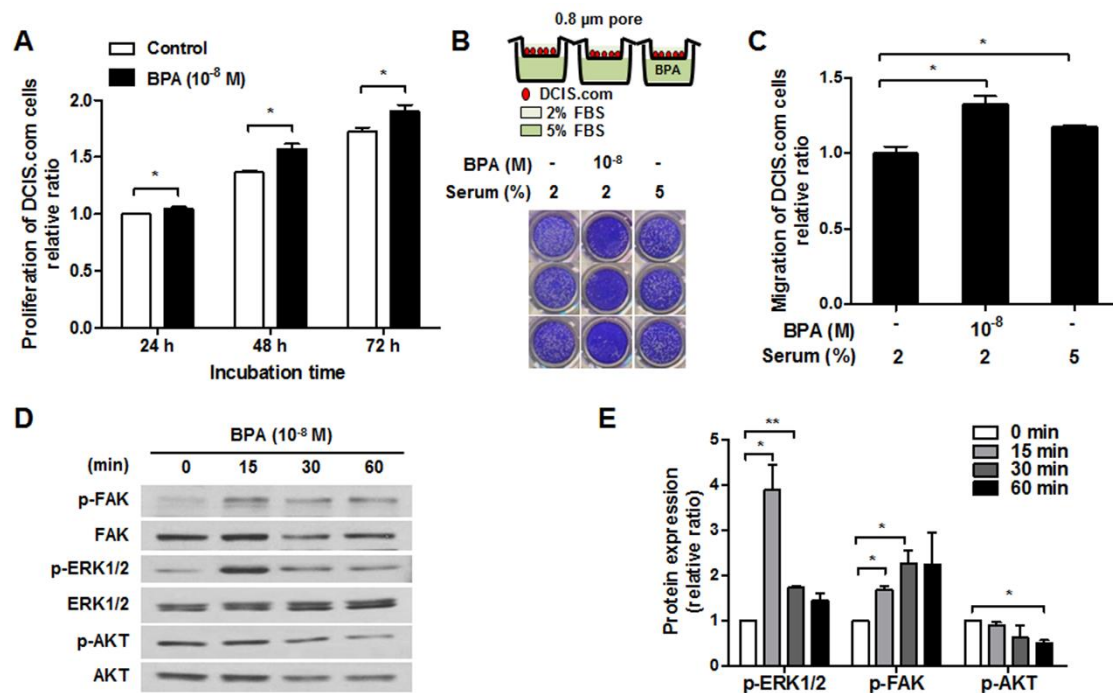 A
Control
BPA (10⁻⁸ M)
Proliferation of DCIS.com cells
relative ratio
2.0
1.5
1.0
0.5
0.0
*
*
*
24 h
48 h
72 h
Incubation time
B
0.8 µm pore
BPA
DCIS.com
2% FBS
5% FBS
BPA (M) - 10⁻⁸ -
Serum (%) 2 2 5
C
Migration of DCIS.com cells
relative ratio
1.5
1.0
0.5
0.0
*
*
BPA (M) - 10⁻⁸ -
Serum (%) 2 2 5
D
BPA (10⁻⁸ M)
(min) 0 15 30 60
p-FAK
FAK
p-ERK1/2
ERK1/2
p-AKT
AKT
E
Protein expression
(relative ratio)
5
4
3
2
1
0
**
*
*
*
*
0 min
15 min
30 min
60 min
p-ERK1/2
p-FAK
p-AKT